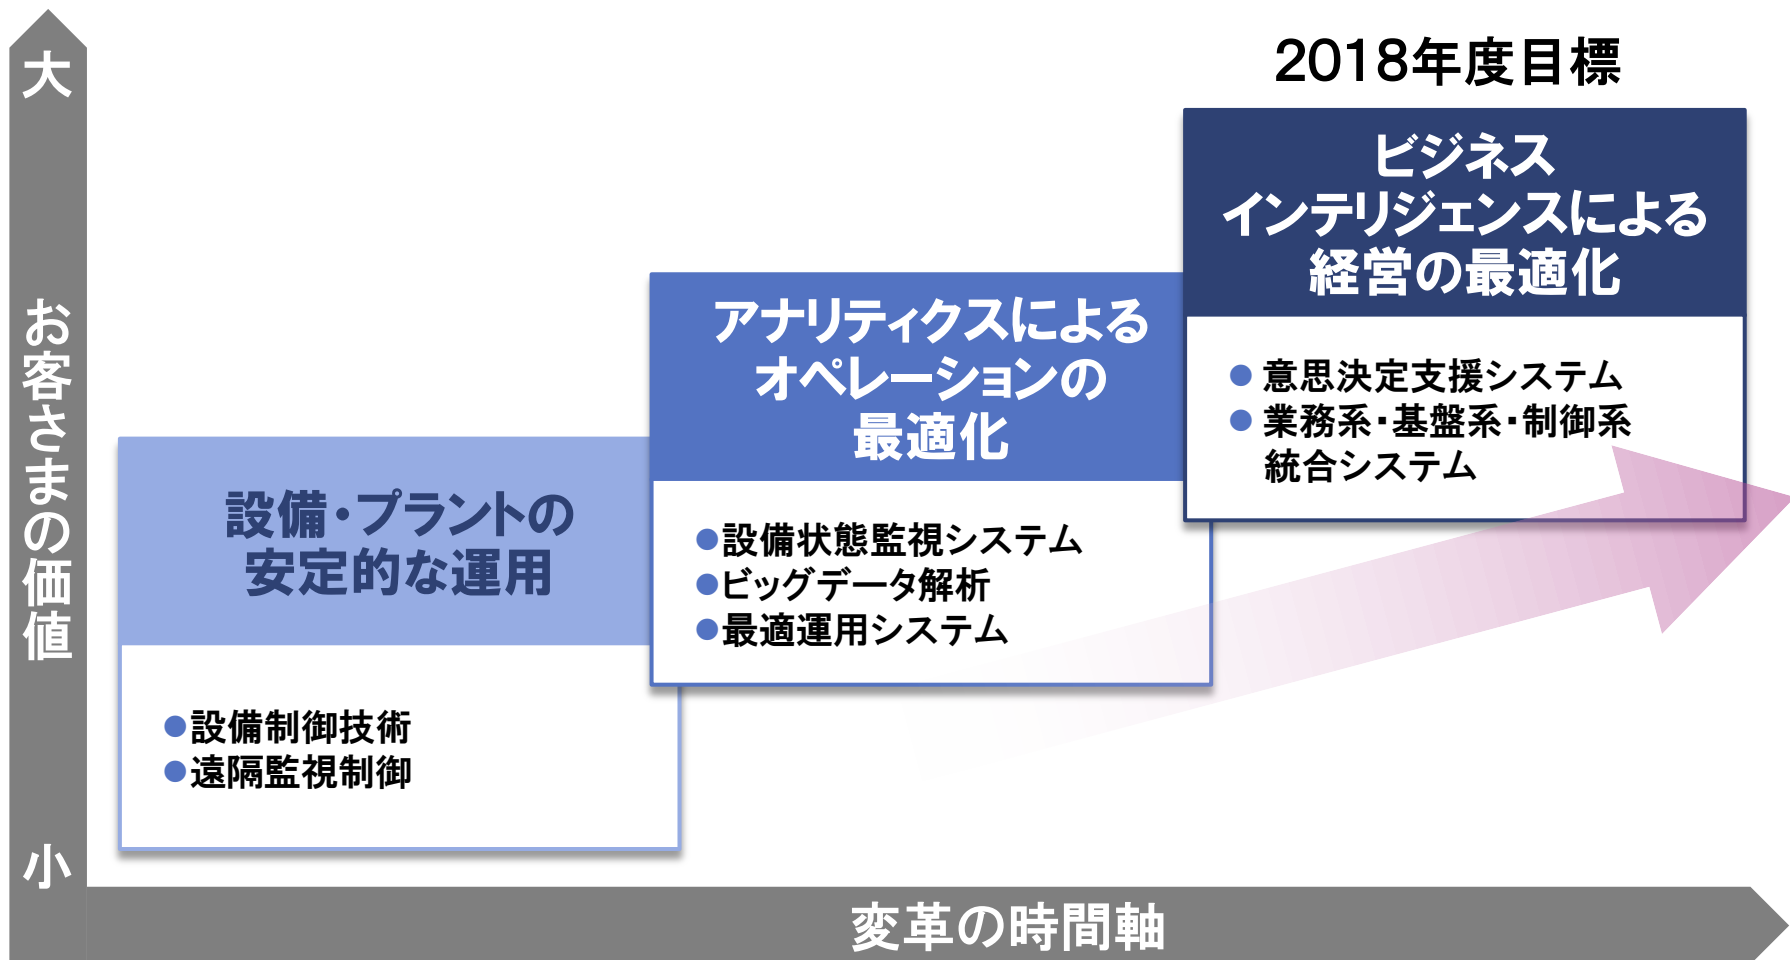 大
お客さまの価値
小
2018年度目標
ビジネス
インテリジェンスによる
経営の最適化
● 意思決定支援システム
● 業務系・基盤系・制御系
統合システム
アナリティクスによる
オペレーションの
最適化
●設備状態監視システム
●ビッグデータ解析
●最適運用システム
設備・プラントの
安定的な運用
●設備制御技術
●遠隔監視制御
変革の時間軸